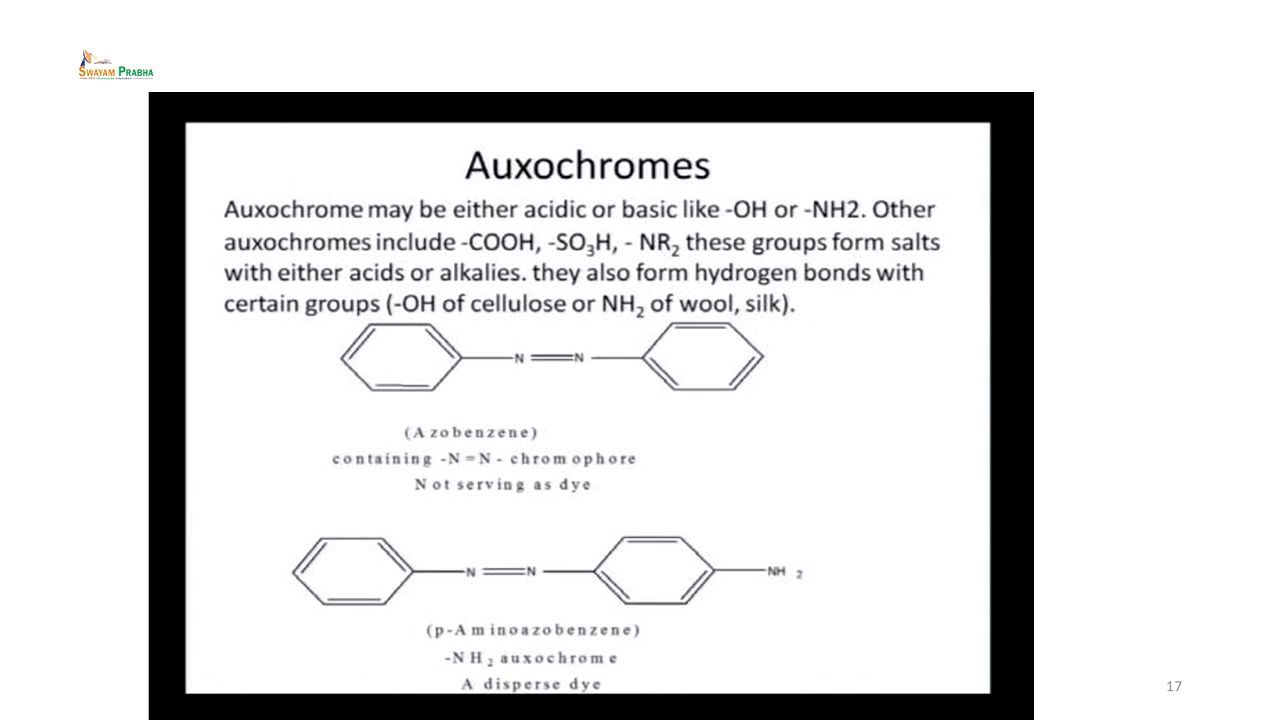 SWAYAM PRABHA
Auxochromes
Auxochrome may be either acidic or basic like -OH or -NH2. Other
auxochromes include -COOH, -SO₃H, - NR₂ these groups form salts
with either acids or alkalies. they also form hydrogen bonds with
certain groups (-OH of cellulose or NH₂ of wool, silk).
N N
(Azobenzene)
containing -N=N- chromophore
Not serving as dye
N N NH 2
(p-Aminoazobenzene)
-NH₂ auxochrome
A disperse dye
17